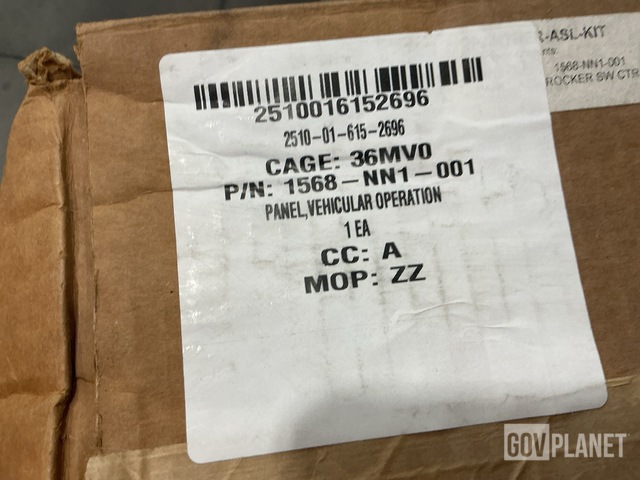 2510016152696
2510-01-615-2696
CAGE: 36MV0
P/N: 1568-NN1-001
PANEL,VEHICULAR OPERATION
1 EA
CC: A
MOP: ZZ
-ASL-KIT
1568-NN1-001
ROCKER SW CTR
GOVPLANET